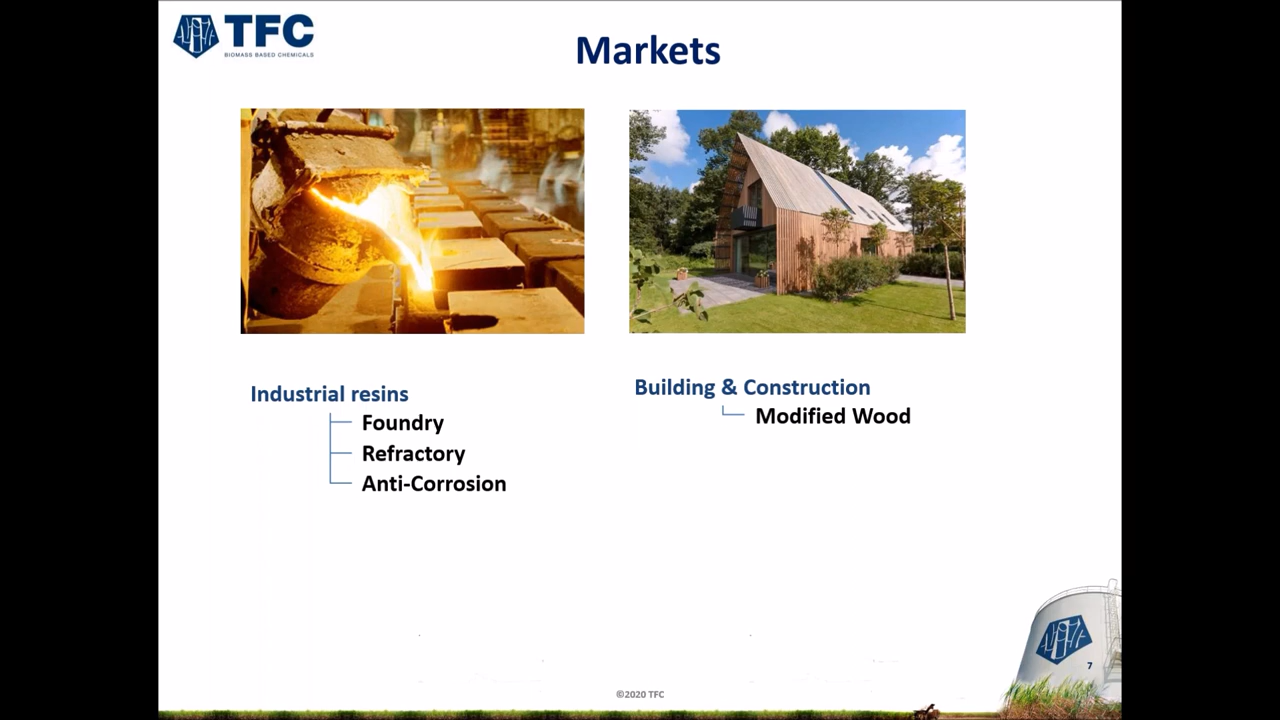 TFC
BIOMASS BASED CHEMICALS
Markets
Industrial resins
Foundry
Refractory
Anti-Corrosion
Building & Construction
Modified Wood
7
©2020 TFC